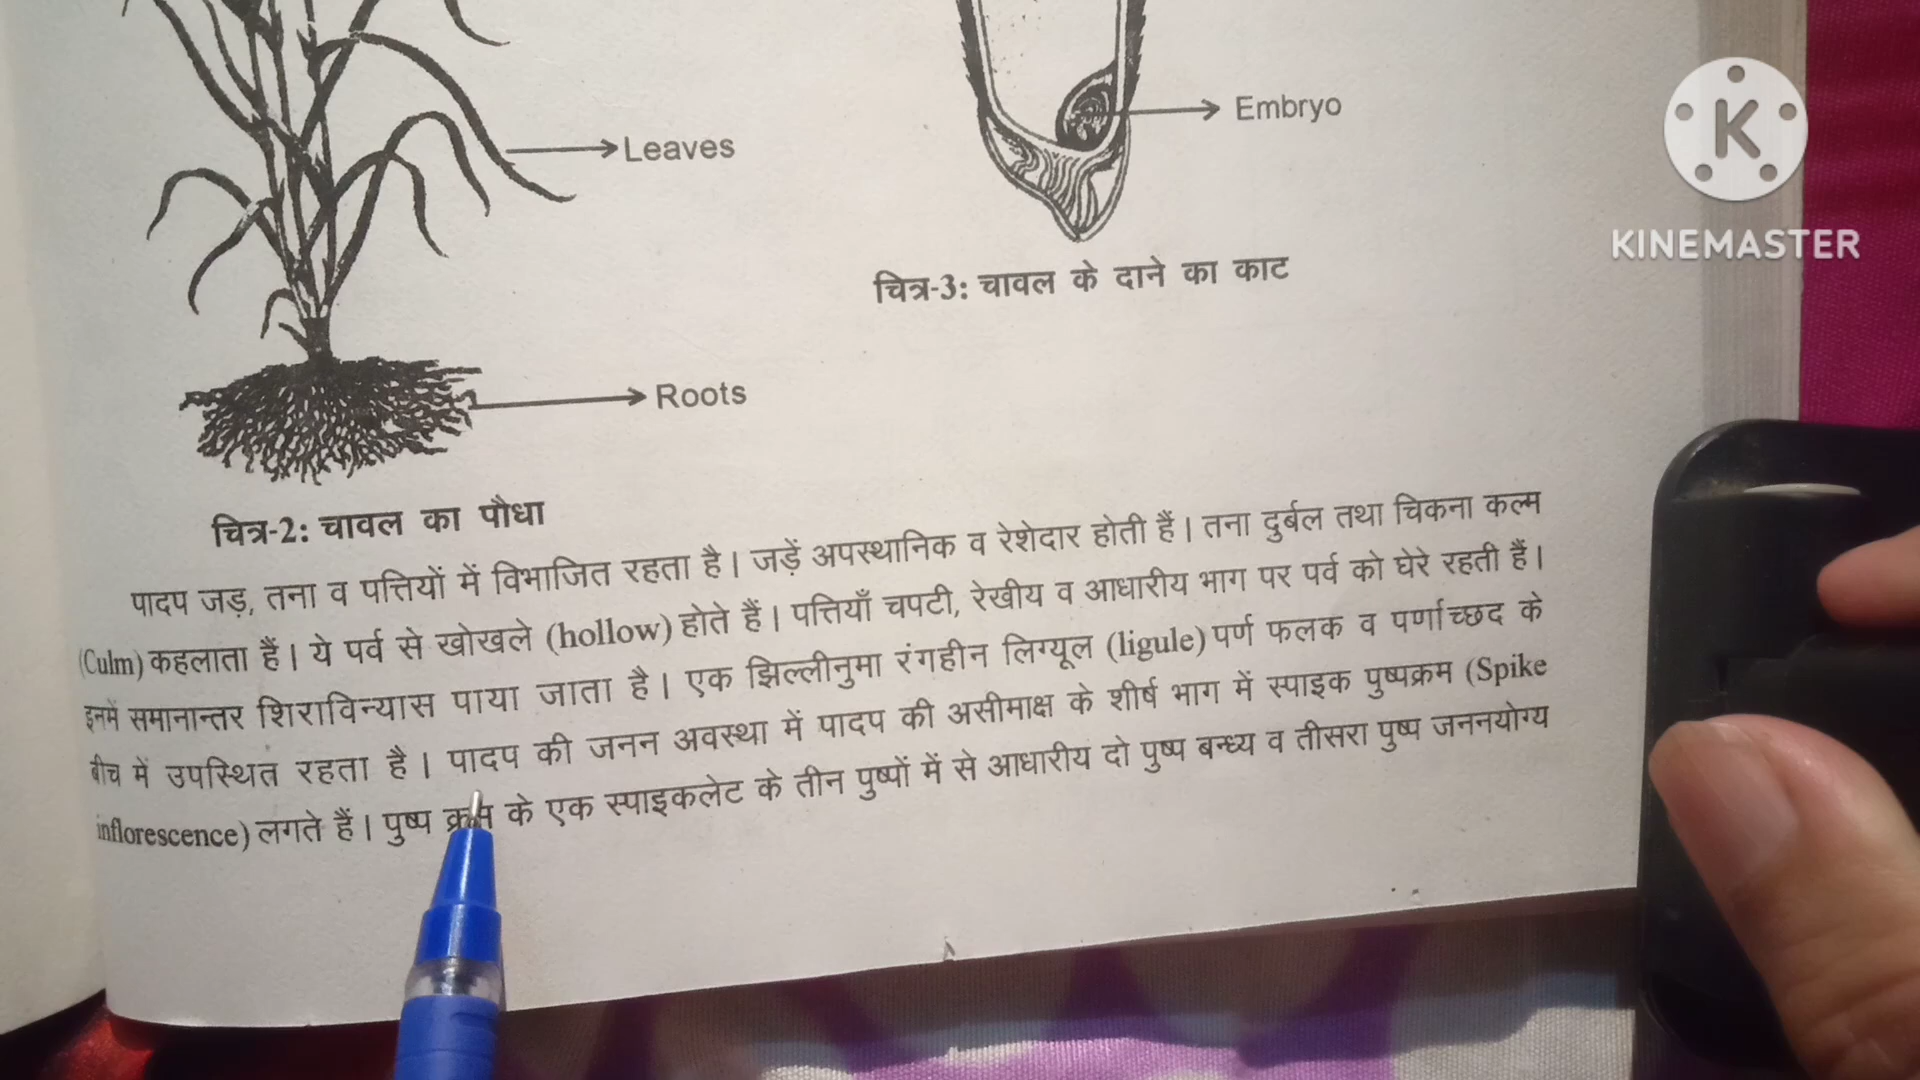 Leaves
Embryo
KINEMASTER
चित्र-3: चावल के दाने का काट
Roots
चित्र-2: चावल का पौधा
पादप जड़, तना व पत्तियों में विभाजित रहता है। जड़ें अपस्थानिक व रेशेदार होती हैं। तना दुर्बल तथा चिकना कल्म
(Culm) कहलाता हैं। ये पर्व से खोखले (hollow) होते हैं। पत्तियाँ चपटी, रेखीय व आधारीय भाग पर पर्व को घेरे रहती हैं।
इनमें समानान्तर शिराविन्यास पाया जाता है। एक झिल्लीनुमा रंगहीन लिग्यूल (ligule) पर्ण फलक व पर्णाच्छद के
बीच में उपस्थित रहता है। पादप की जनन अवस्था में पादप की असीमाक्ष के शीर्ष भाग में स्पाइक पुष्पक्रम (Spike
inflorescence) लगते हैं। पुष्प क्रम के एक स्पाइकलेट के तीन पुष्पों में से आधारीय दो पुष्प बन्ध्य व तीसरा पुष्प जननयोग्य